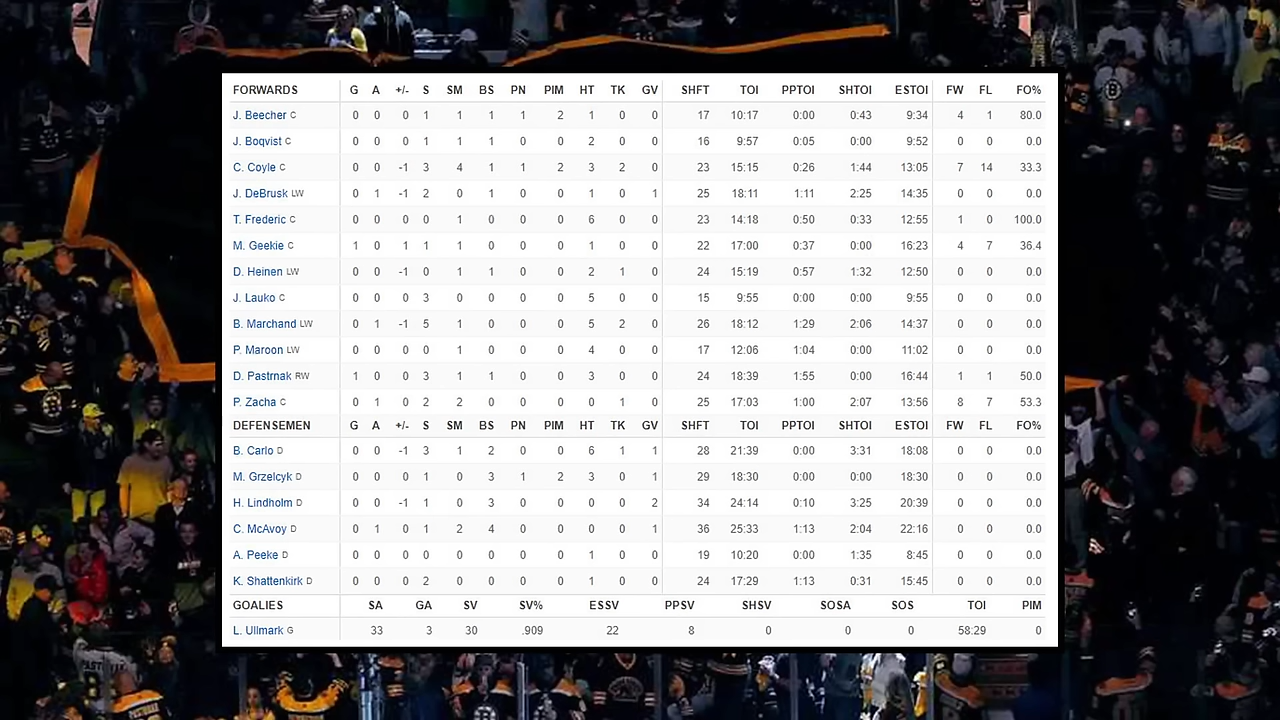 FORWARDS G A +/- S SM BS PN PIM HT TK GV SHFT TOI PPTOI SHTOI ESTOI FW FL FO%
J. Beecher C 0 0 0 1 1 1 1 2 1 0 0 17 10:17 0:00 0:43 9:34 4 1 80.0
J. Boqvist C 0 0 0 1 1 1 0 0 2 0 0 16 9:57 0:05 0:00 9:52 0 0 0.0
C. Coyle C 0 0 -1 3 4 1 1 2 3 2 0 23 15:15 0:26 1:44 13:05 7 14 33.3
J. DeBrusk LW 0 1 -1 2 0 1 0 0 1 0 1 25 18:11 1:11 2:25 14:35 0 0 0.0
T. Frederic C 0 0 0 0 1 0 0 0 6 0 0 23 14:18 0:50 0:33 12:55 1 0 100.0
M. Geekie C 1 0 1 1 1 0 0 0 1 0 0 22 17:00 0:37 0:00 16:23 4 7 36.4
D. Heinen LW 0 0 -1 0 1 1 0 0 2 1 0 24 15:19 0:57 1:32 12:50 0 0 0.0
J. Lauko C 0 0 0 3 0 0 0 0 5 0 0 15 9:55 0:00 0:00 9:55 0 0 0.0
B. Marchand LW 0 1 -1 5 1 0 0 0 5 2 0 26 18:12 1:29 2:06 14:37 0 0 0.0
P. Maroon LW 0 0 0 0 1 0 0 0 4 0 0 17 12:06 1:04 0:00 11:02 0 0 0.0
D. Pastrnak RW 1 0 0 3 1 1 0 0 3 0 0 24 18:39 1:55 0:00 16:44 1 1 50.0
P. Zacha C 0 1 0 2 2 0 0 0 0 1 0 25 17:03 1:00 2:07 13:56 8 7 53.3
DEFENSEMEN G A +/- S SM BS PN PIM HT TK GV SHFT TOI PPTOI SHTOI ESTOI FW FL FO%
B. Carlo D 0 0 -1 3 1 2 0 0 6 1 1 28 21:39 0:00 3:31 18:08 0 0 0.0
M. Grzelcyk D 0 0 0 1 0 3 1 2 3 0 1 29 18:30 0:00 0:00 18:30 0 0 0.0
H. Lindholm D 0 0 -1 1 0 3 0 0 0 0 2 34 24:14 0:10 3:25 20:39 0 0 0.0
C. McAvoy D 0 1 0 1 2 4 0 0 0 0 1 36 25:33 1:13 2:04 22:16 0 0 0.0
A. Peeke D 0 0 0 0 0 0 0 0 1 0 0 19 10:20 0:00 1:35 8:45 0 0 0.0
K. Shattenkirk D 0 0 0 2 0 0 0 0 1 0 0 24 17:29 1:13 0:31 15:45 0 0 0.0
GOALIES SA GA SV SV% ESSV PPSV SHSV SOSA SOS TOI PIM
L. Ullmark G 33 3 30 .909 22 8 0 0 0 58:29 0